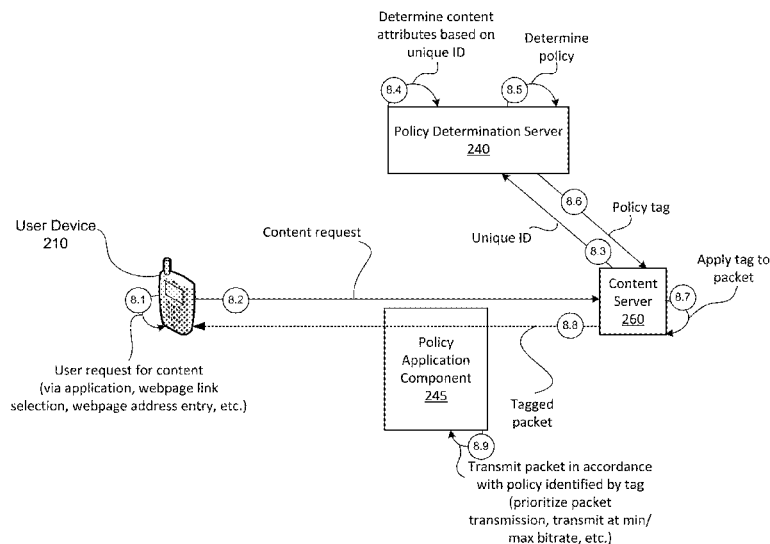 Determine content
attributes based on
unique ID
Determine
policy
8.4
8.5
Policy Determination Server
240
8.6
Policy tag
Unique ID
8.3
User Device
210
Content request
Apply tag to
packet
Content
Server
260
8.7
8.1
8.2
8.8
User request for content
(via application, webpage link
selection, webpage address entry, etc.)
Policy
Application
Component
245
Tagged
packet
8.9
Transmit packet in accordance
with policy identified by tag
(prioritize packet
transmission, transmit at min/
max bitrate, etc.)